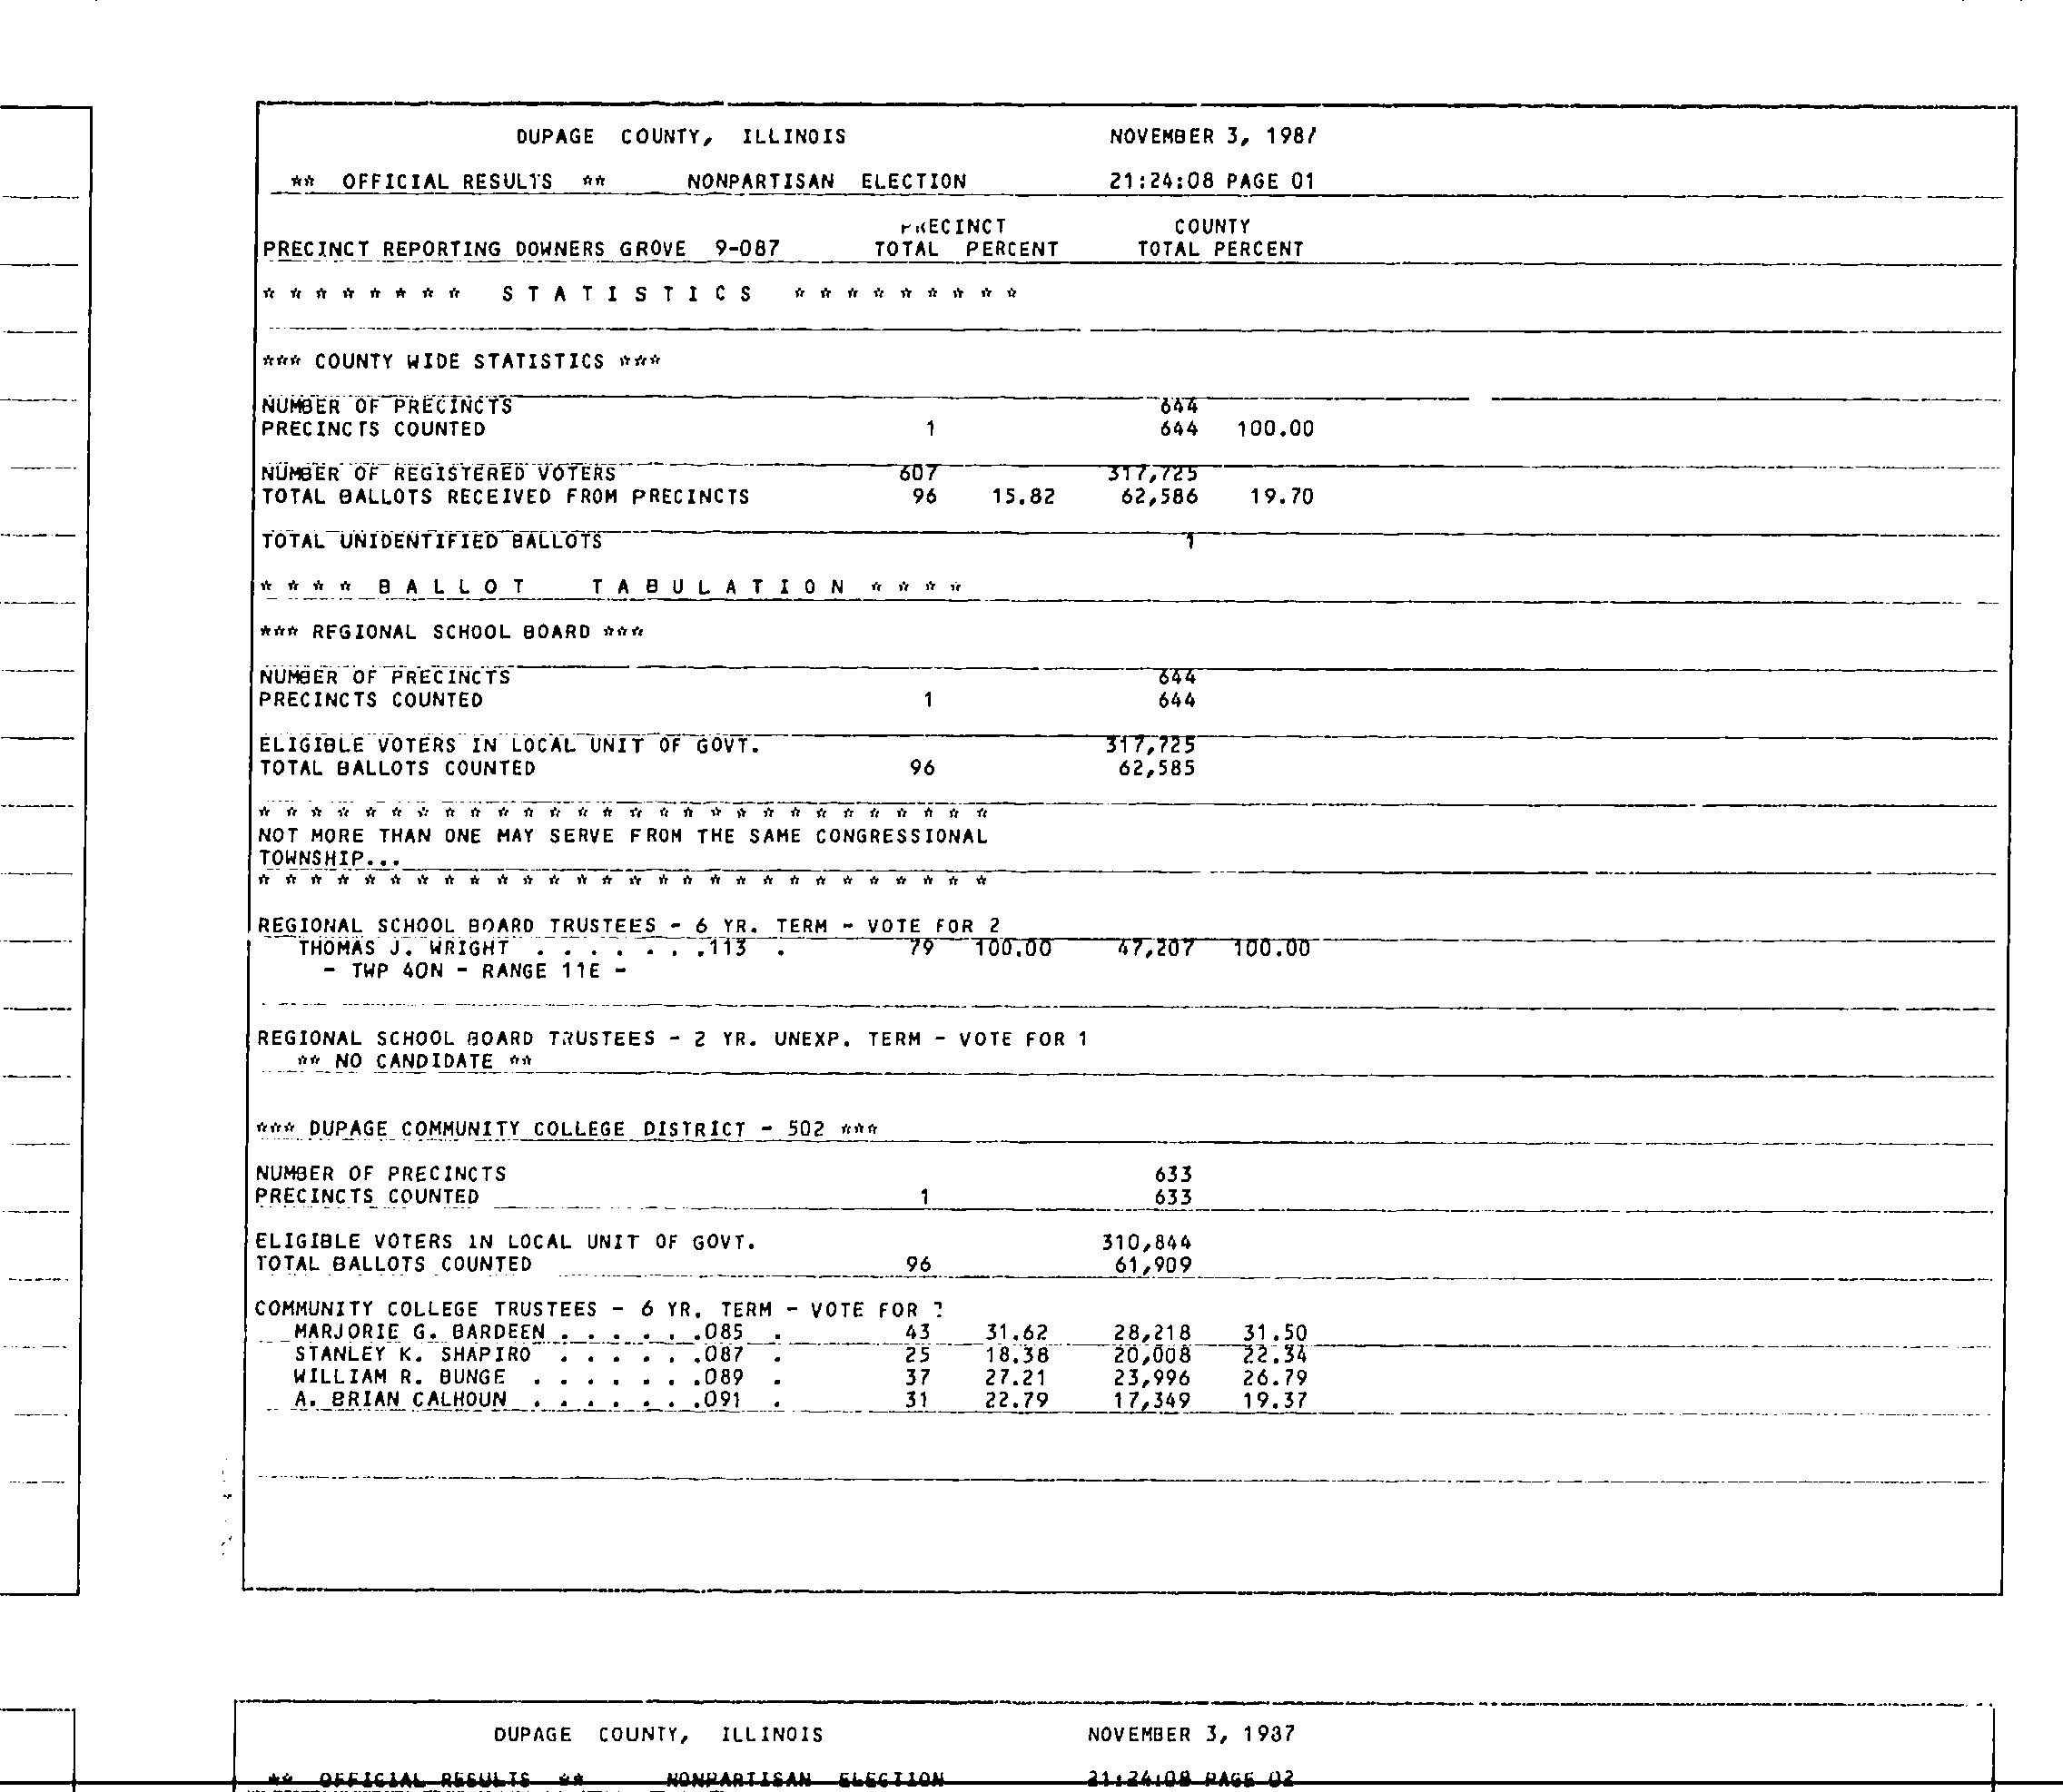 DUPAGE COUNTY, ILLINOIS NOVEMBER 3, 1987
** OFFICIAL RESULTS ** NONPARTISAN ELECTION 21:24:08 PAGE 01
PRECINCT COUNTY
PRECINCT REPORTING DOWNERS GROVE 9-087 TOTAL PERCENT TOTAL PERCENT
* * * * * * * * S T A T I S T I C S * * * * * * * * *
*** COUNTY WIDE STATISTICS ***
NUMBER OF PRECINCTS 644
PRECINCTS COUNTED 1 644 100.00
NUMBER OF REGISTERED VOTERS 607 317,725
TOTAL BALLOTS RECEIVED FROM PRECINCTS 96 15.82 62,586 19.70
TOTAL UNIDENTIFIED BALLOTS 1
* * * * B A L L O T T A B U L A T I O N * * * *
*** REGIONAL SCHOOL BOARD ***
NUMBER OF PRECINCTS 644
PRECINCTS COUNTED 1 644
ELIGIBLE VOTERS IN LOCAL UNIT OF GOVT. 317,725
TOTAL BALLOTS COUNTED 96 62,585
* * * * * * * * * * * * * * * * * * * * * * * * * * * *
NOT MORE THAN ONE MAY SERVE FROM THE SAME CONGRESSIONAL
TOWNSHIP...
* * * * * * * * * * * * * * * * * * * * * * * * * * * *
REGIONAL SCHOOL BOARD TRUSTEES - 6 YR. TERM - VOTE FOR 2
THOMAS J. WRIGHT . . . . . . .113 . 79 100.00 47,207 100.00
- TWP 40N - RANGE 11E -
REGIONAL SCHOOL BOARD TRUSTEES - 2 YR. UNEXP. TERM - VOTE FOR 1
** NO CANDIDATE **
*** DUPAGE COMMUNITY COLLEGE DISTRICT - 502 ***
NUMBER OF PRECINCTS 633
PRECINCTS COUNTED 1 633
ELIGIBLE VOTERS IN LOCAL UNIT OF GOVT. 310,844
TOTAL BALLOTS COUNTED 96 61,909
COMMUNITY COLLEGE TRUSTEES - 6 YR. TERM - VOTE FOR
MARJORIE G. BARDEEN . . . . . .085 . 43 31.62 28,218 31.50
STANLEY K. SHAPIRO . . . . . .087 . 25 18.38 20,008 22.34
WILLIAM R. BUNGE . . . . . . .089 . 37 27.21 23,996 26.79
A. BRIAN CALHOUN . . . . . . .091 . 31 22.79 17,349 19.37
DUPAGE COUNTY, ILLINOIS NOVEMBER 3, 1987
** OFFICIAL RESULTS ** NONPARTISAN ELECTION 21:24:08 PAGE 02